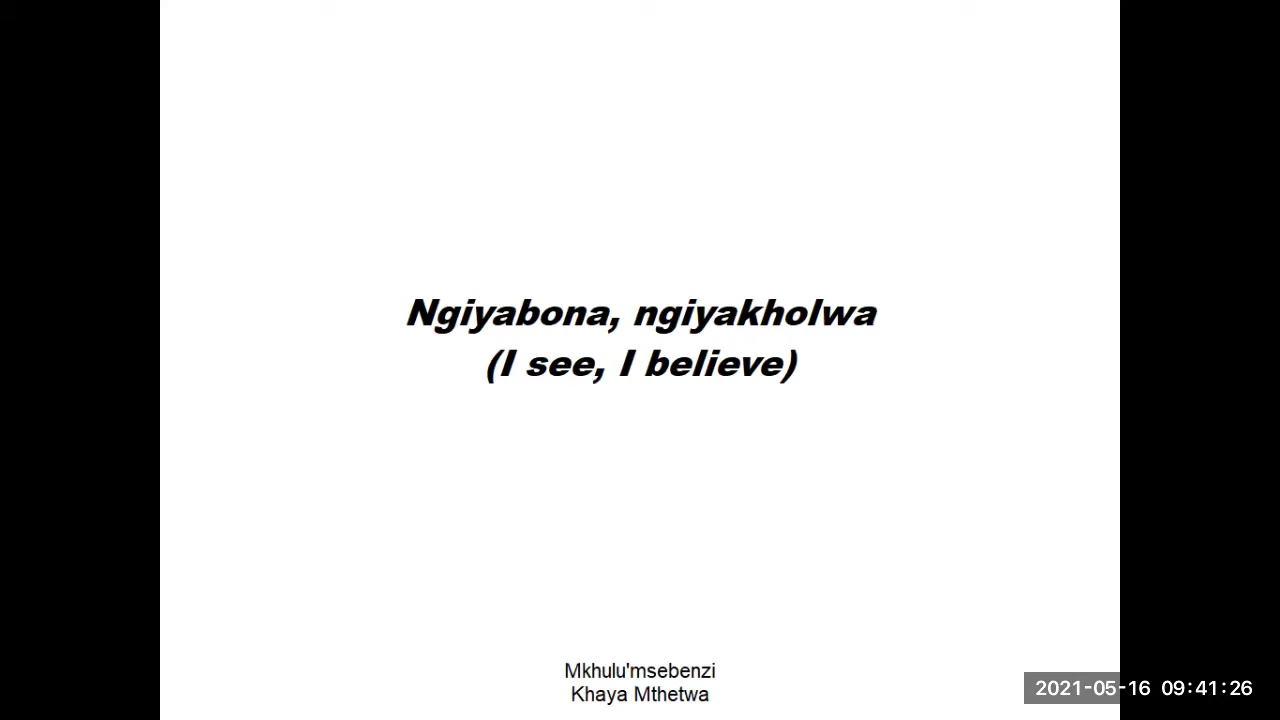 Ngiyabona, ngiyakholwa
(I see, I believe)
Mkhulu'msebenzi
Khaya Mthetwa
2021-05-16 09:41:26